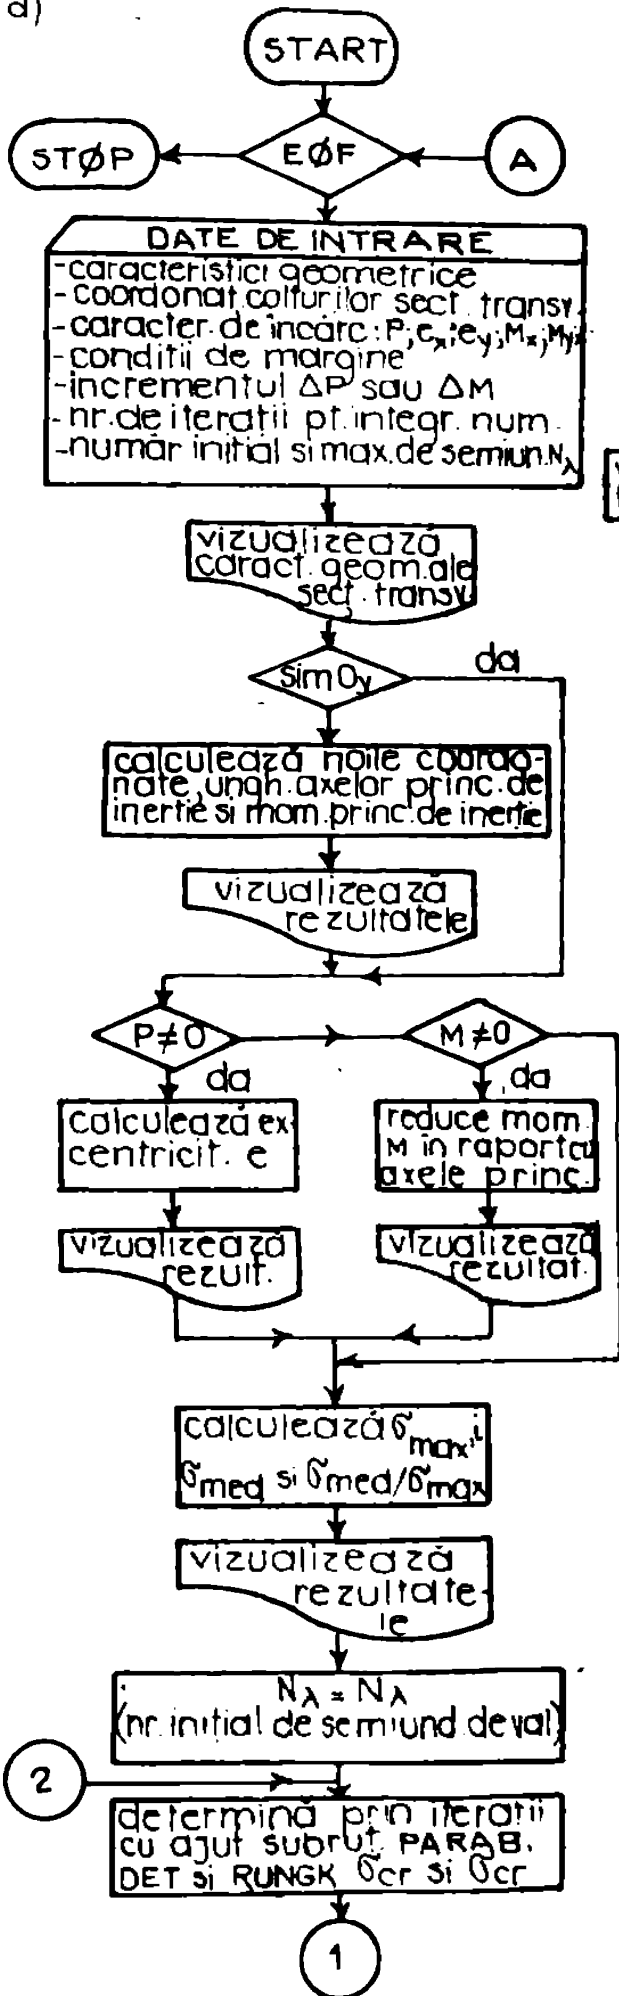 d)
START
STØP
EØF
A
DATE DE INTRARE
-caracteristici geometrice
-coordonat.colturilor sect transv.
-caracter.de incărc: P, ex; ey; Mx; My;
-conditii de margine
-incrementul ΔP sau ΔM
-nr.de iteratii pt.integr. num.
-număr initial si max.de semiun.Nλ
vizualizează
caract.geom.ale
sect.transv.
sim Oy
da
calculează noile coordo-
nate,ungh.axelor princ.de
inertie si mom.princ.de inertie
vizualizează
rezultatele
P≠0
M≠0
da
da
calculează ex-
centricit. e
reduce mom.
M in raport cu
axele princ.
vizualizează
rezult.
vizualizează
rezultat.
calculează σmax;
σmed si σmed/σmax
vizualizează
rezultate-
le
Nλ = Nλ
(nr.initial de semiund.de val)
2
determină prin iteratii
cu ajut subrut. PARAB.
DET si RUNGK σcr si σcr
1